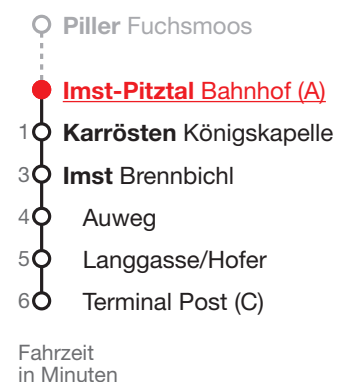 Piller Fuchsmoos
Imst-Pitztal Bahnhof (A)
1 Karrösten Königskapelle
3 Imst Brennbichl
4 Auweg
5 Langgasse/Hofer
6 Terminal Post (C)
Fahrzeit
in Minuten